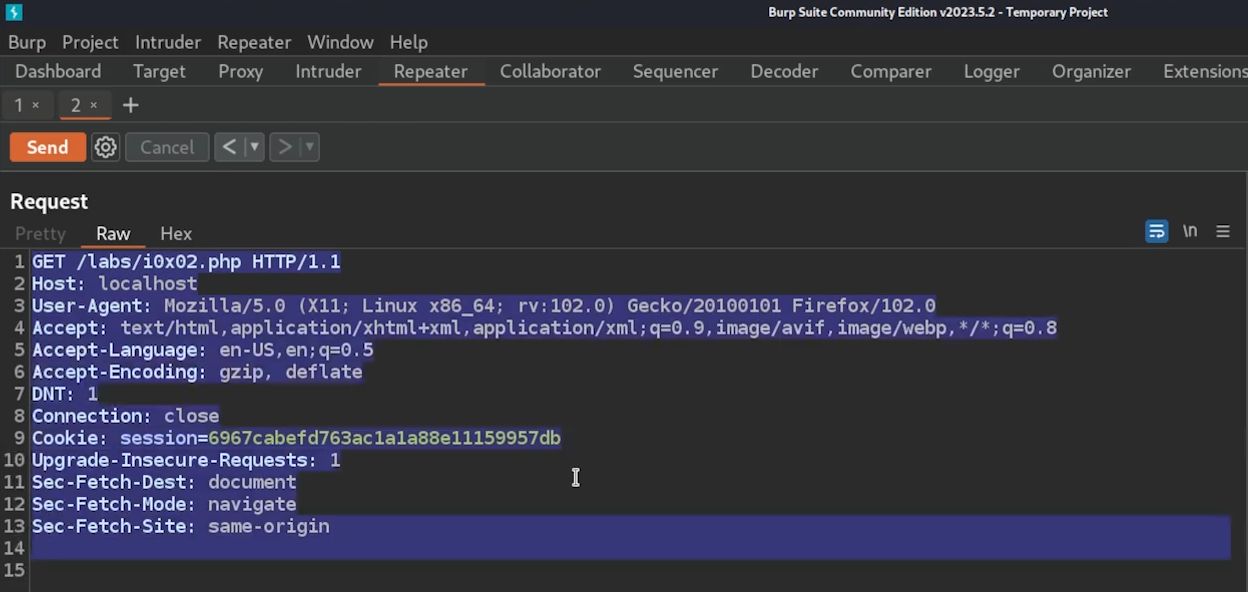 Burp Suite Community Edition v2023.5.2 - Temporary Project
Burp Project Intruder Repeater Window Help
Dashboard Target Proxy Intruder Repeater Collaborator Sequencer Decoder Comparer Logger Organizer Extensions
1 × 2 × +
Send Cancel < ▼ > ▼
Request
Pretty Raw Hex \n
1 GET /labs/i0x02.php HTTP/1.1
2 Host: localhost
3 User-Agent: Mozilla/5.0 (X11; Linux x86_64; rv:102.0) Gecko/20100101 Firefox/102.0
4 Accept: text/html,application/xhtml+xml,application/xml;q=0.9,image/avif,image/webp,*/*;q=0.8
5 Accept-Language: en-US,en;q=0.5
6 Accept-Encoding: gzip, deflate
7 DNT: 1
8 Connection: close
9 Cookie: session=6967cabefd763ac1a1a88e11159957db
10 Upgrade-Insecure-Requests: 1
11 Sec-Fetch-Dest: document
12 Sec-Fetch-Mode: navigate
13 Sec-Fetch-Site: same-origin
14
15